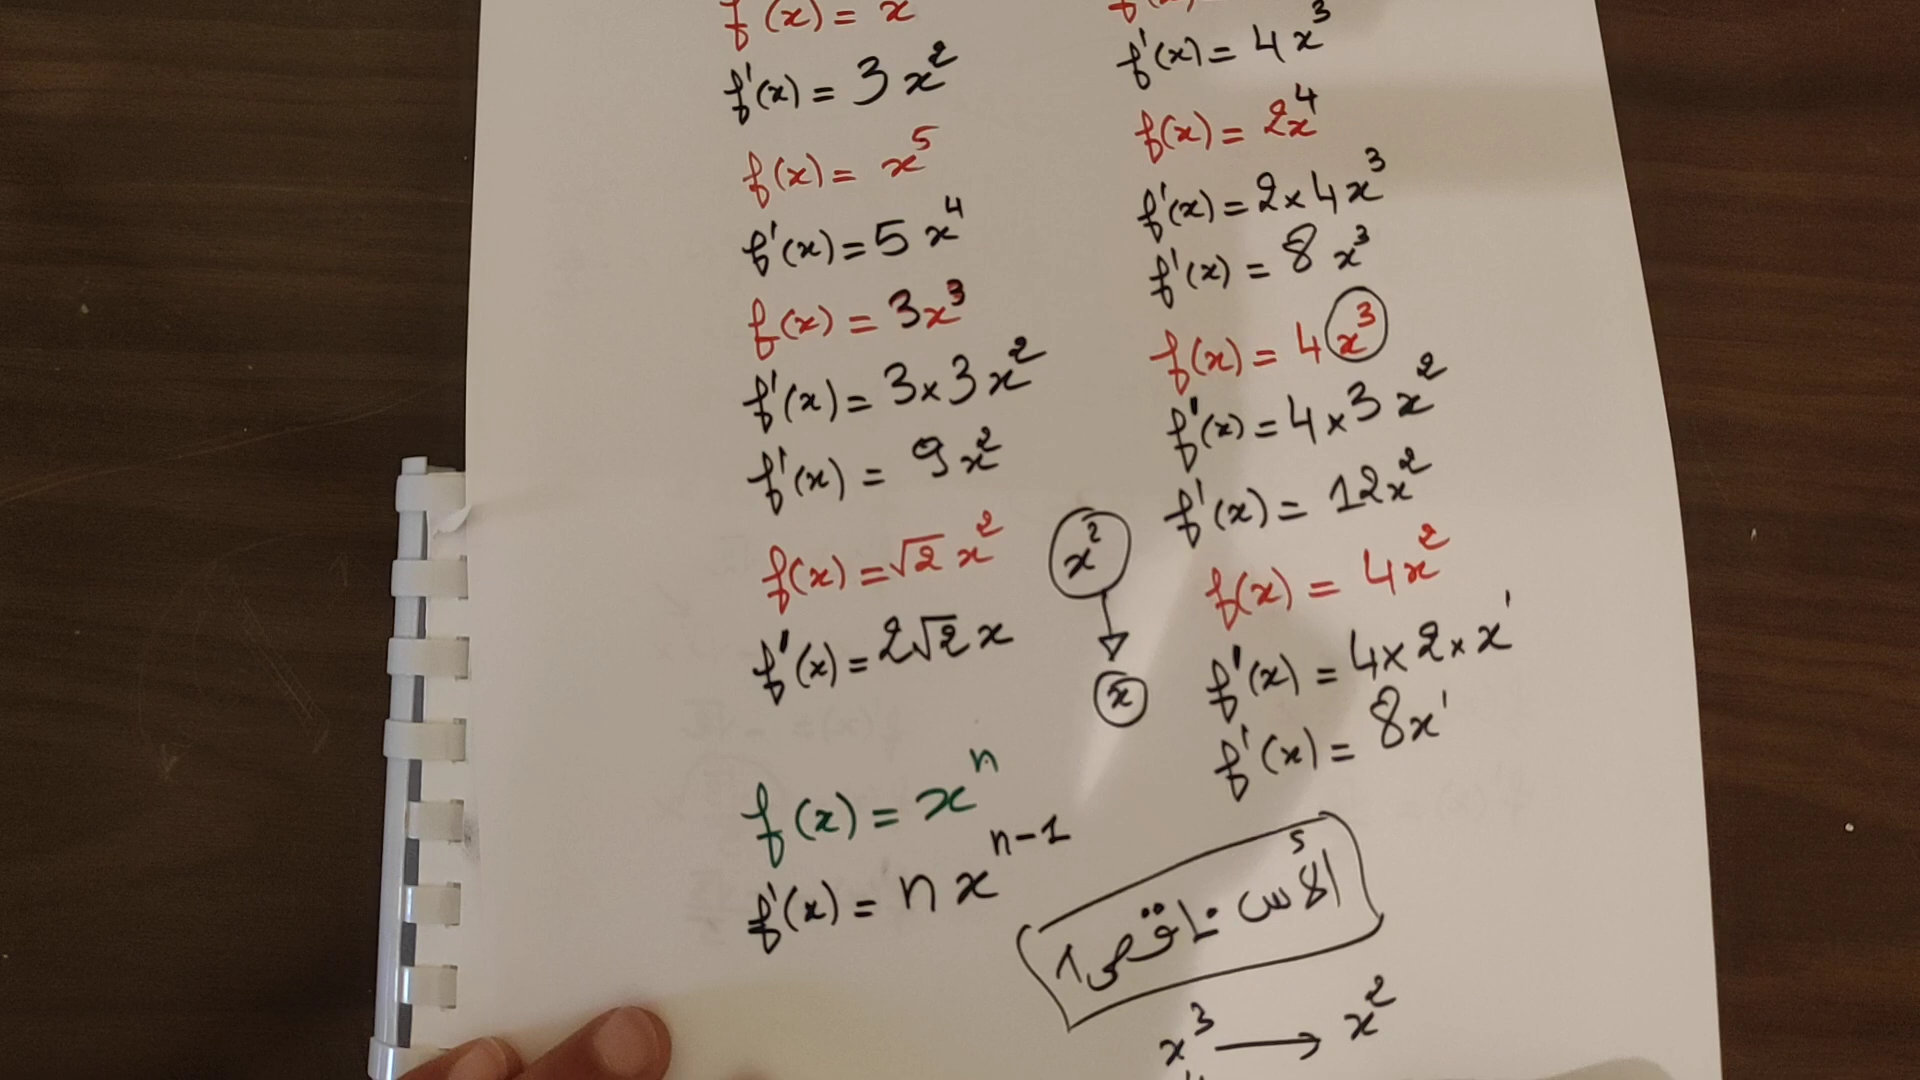 f(x) = x
f'(x) = 3x²
f(x) = x⁵
f'(x) = 5x⁴
f(x) = 3x³
f'(x) = 3×3x²
f'(x) = 9x²
f(x) = √2 x²
f'(x) = 2√2 x
f(x) = xⁿ
f'(x) = n xⁿ⁻¹
x²
x
f'(x) = 4x³
f(x) = 2x⁴
f'(x) = 2×4x³
f'(x) = 8x³
f(x) = 4x³
f'(x) = 4×3x²
f'(x) = 12x²
f(x) = 4x²
f'(x) = 4×2×x¹
f'(x) = 8x¹
الأس ناقص 1
x³ → x²